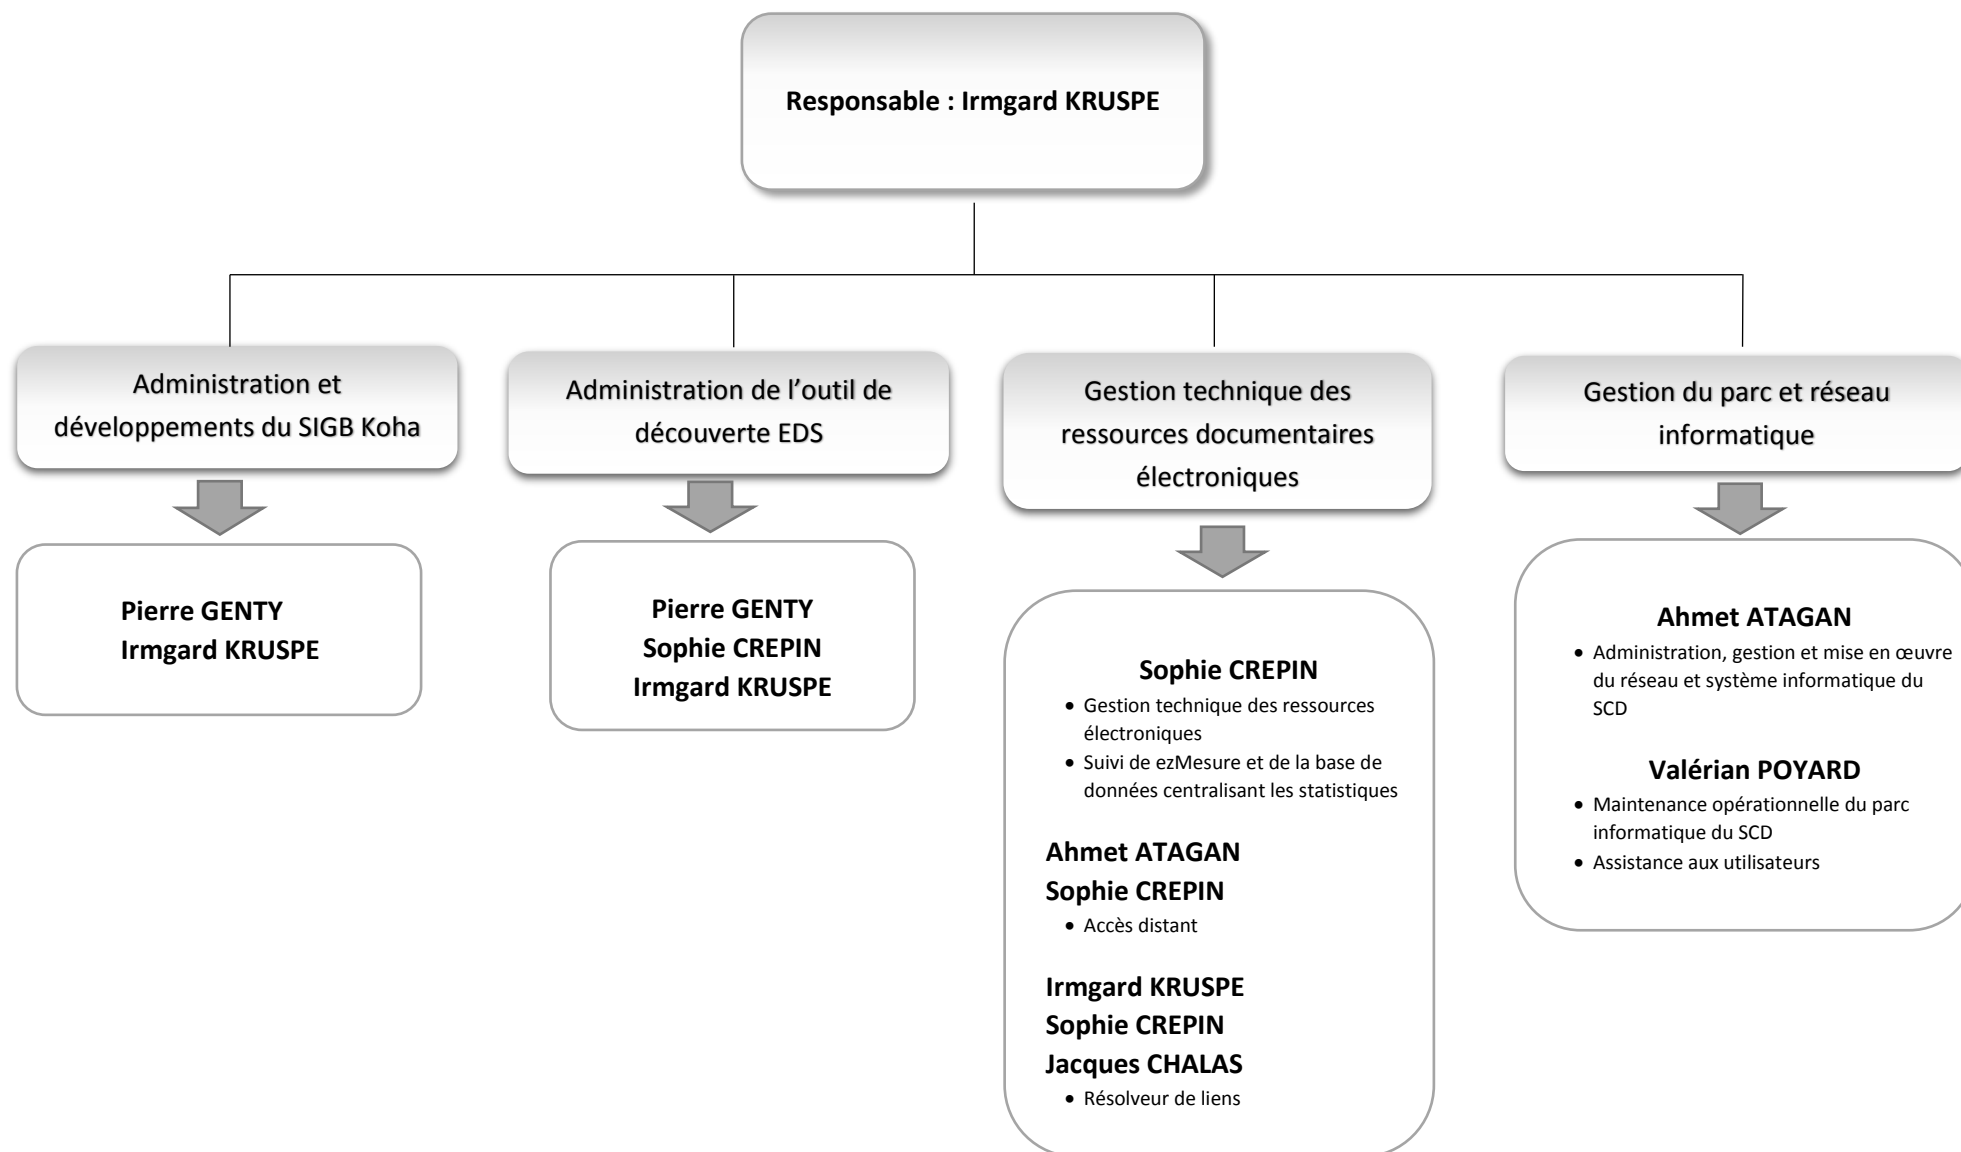 Responsable : Irmgard KRUSPE
Administration et
développements du SIGB Koha
Pierre GENTY
Irmgard KRUSPE
Administration de l’outil de
découverte EDS
Pierre GENTY
Sophie CREPIN
Irmgard KRUSPE
Gestion technique des
ressources documentaires
électroniques
Sophie CREPIN
• Gestion technique des ressources
électroniques
• Suivi de ezMesure et de la base de
données centralisant les statistiques
Ahmet ATAGAN
Sophie CREPIN
• Accès distant
Irmgard KRUSPE
Sophie CREPIN
Jacques CHALAS
• Résolveur de liens
Gestion du parc et réseau
informatique
Ahmet ATAGAN
• Administration, gestion et mise en œuvre
du réseau et système informatique du
SCD
Valérian POYARD
• Maintenance opérationnelle du parc
informatique du SCD
• Assistance aux utilisateurs